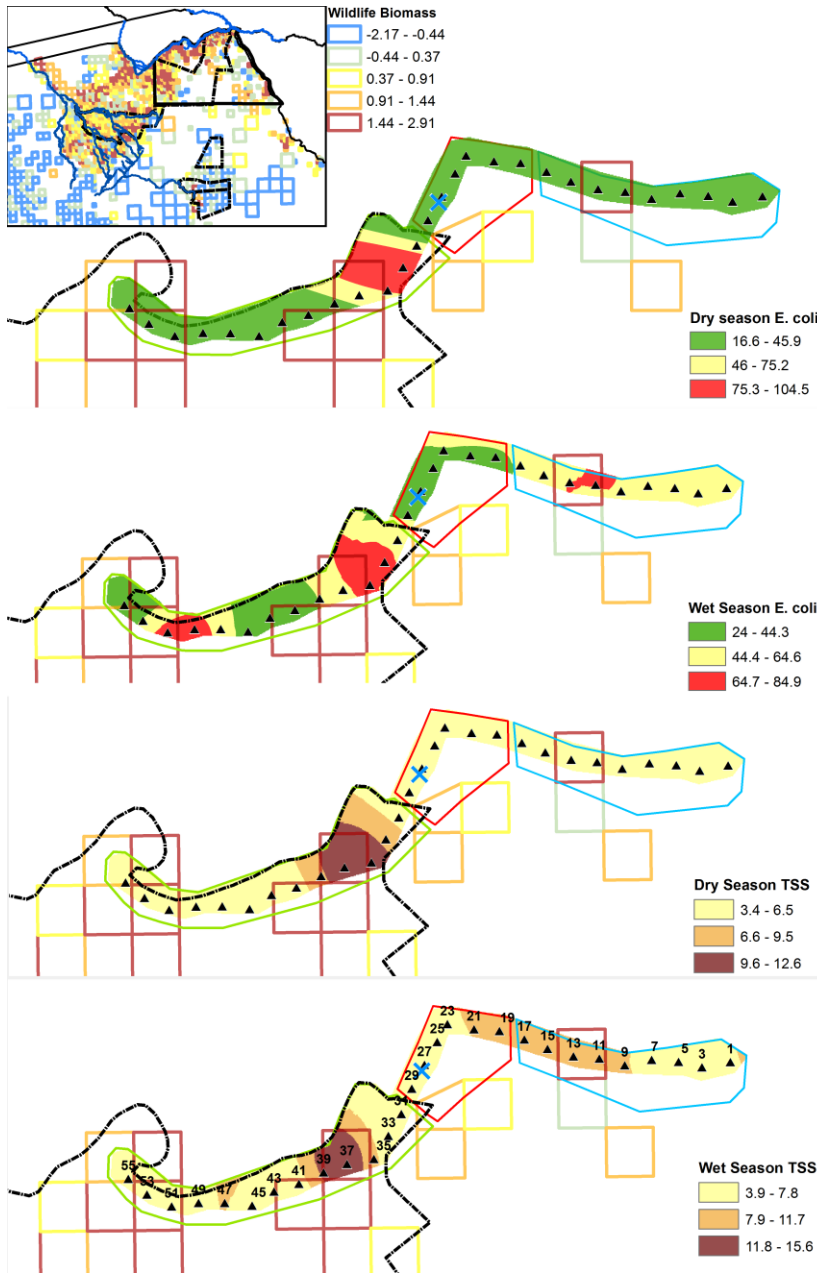 Wildlife Biomass
-2.17 - -0.44
-0.44 - 0.37
0.37 - 0.91
0.91 - 1.44
1.44 - 2.91
Dry season E. coli
16.6 - 45.9
46 - 75.2
75.3 - 104.5
Wet Season E. coli
24 - 44.3
44.4 - 64.6
64.7 - 84.9
Dry Season TSS
3.4 - 6.5
6.6 - 9.5
9.6 - 12.6
23
21
19
17
15
13
11
9
7
5
3
1
25
27
29
31
33
35
37
39
41
43
45
47
49
51
53
55
Wet Season TSS
3.9 - 7.8
7.9 - 11.7
11.8 - 15.6